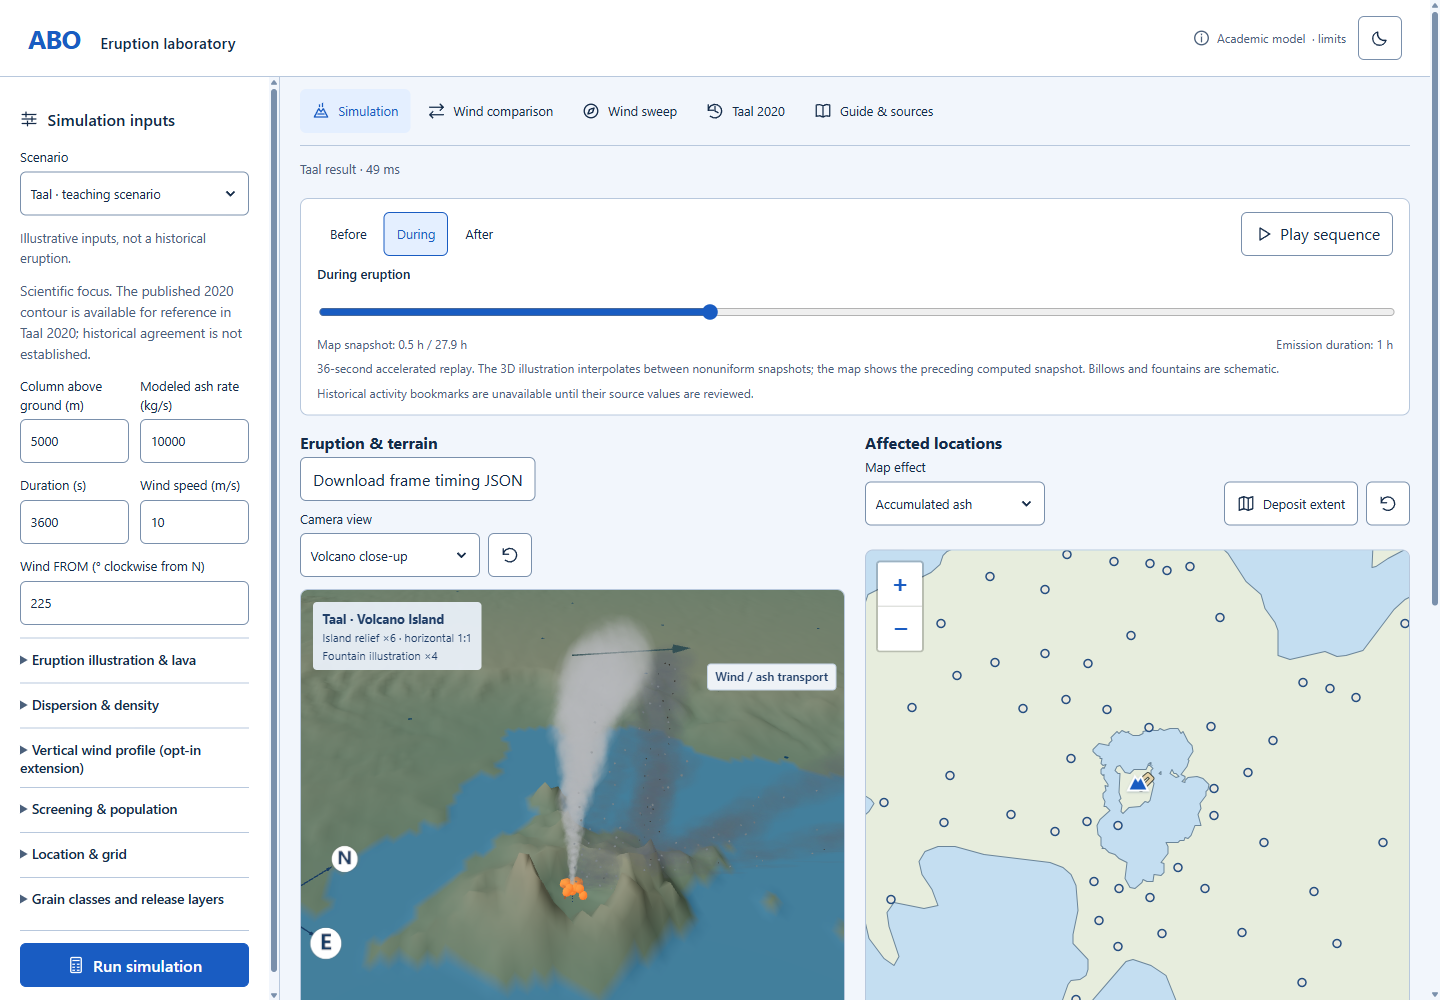 ABO
Eruption laboratory
Academic model · limits
Simulation inputs
Scenario
Taal · teaching scenario
Illustrative inputs, not a historical
eruption.
Scientific focus. The published 2020
contour is available for reference in
Taal 2020; historical agreement is not
established.
Column above
ground (m)
Modeled ash rate
(kg/s)
5000
10000
Duration (s)
Wind speed (m/s)
3600
10
Wind FROM (° clockwise from N)
225
Eruption illustration & lava
Dispersion & density
Vertical wind profile (opt-in
extension)
Screening & population
Location & grid
Grain classes and release layers
Run simulation
Simulation
Wind comparison
Wind sweep
Taal 2020
Guide & sources
Taal result · 49 ms
Before
During
After
Play sequence
During eruption
Map snapshot: 0.5 h / 27.9 h
Emission duration: 1 h
36-second accelerated replay. The 3D illustration interpolates between nonuniform snapshots; the map shows the preceding computed snapshot. Billows and fountains are schematic.
Historical activity bookmarks are unavailable until their source values are reviewed.
Eruption & terrain
Download frame timing JSON
Camera view
Volcano close-up
Taal · Volcano Island
Island relief ×6 · horizontal 1:1
Fountain illustration ×4
Wind / ash transport
N
E
Affected locations
Map effect
Accumulated ash
Deposit extent
+
−